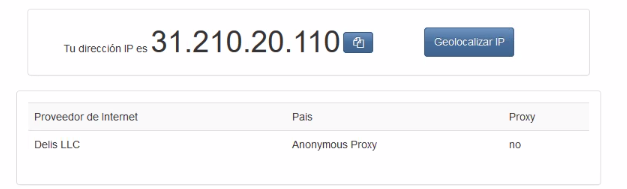 Tu dirección IP es 31.210.20.110
Geolocalizar IP
Proveedor de Internet País Proxy
Delis LLC Anonymous Proxy no